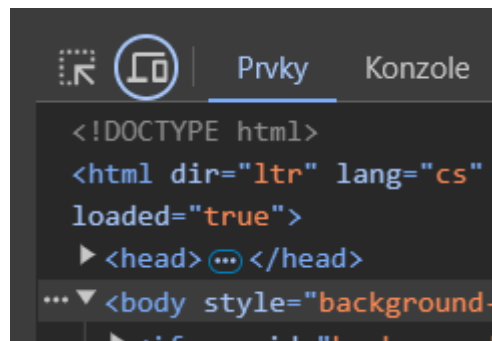 Prvky Konzole
<!DOCTYPE html>
<html dir="ltr" lang="cs"
loaded="true">
▶ <head> ••• </head>
••• ▼ <body style="background-